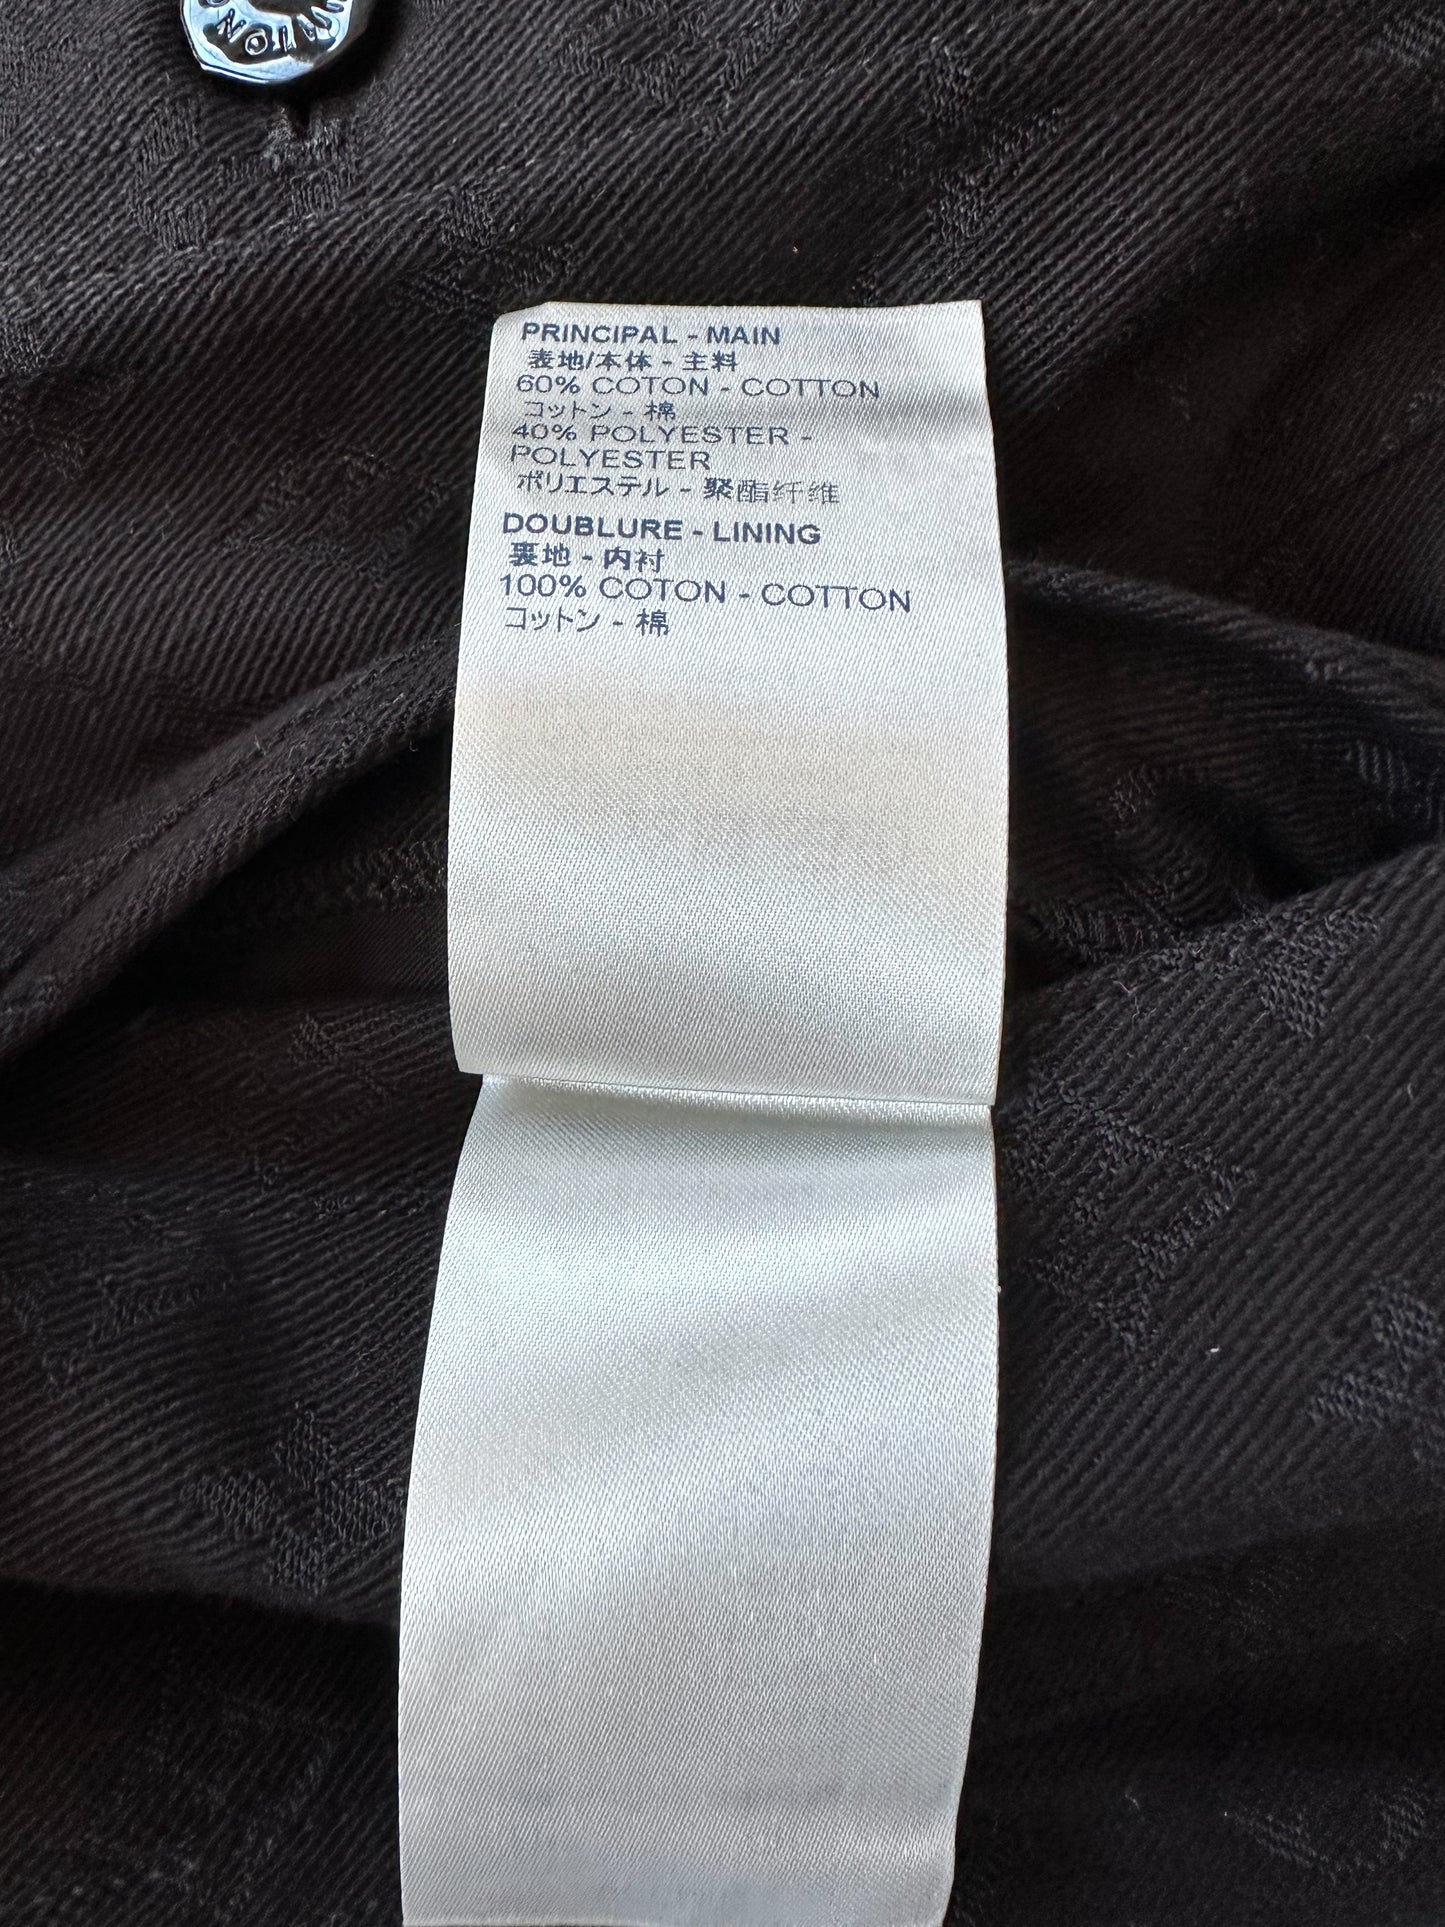 PRINCIPAL - MAIN
表地/本体 - 主料
60% COTON - COTTON
コットン - 棉
40% POLYESTER -
POLYESTER
ポリエステル - 聚酯纤维
DOUBLURE - LINING
裏地 - 内衬
100% COTON - COTTON
コットン - 棉